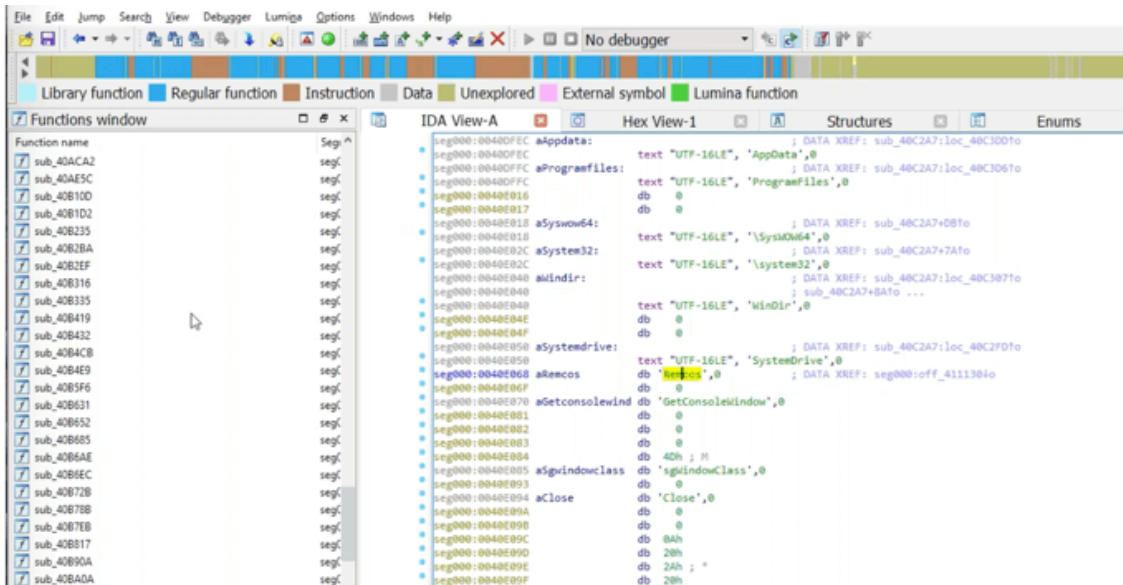 File Edit Jump Search View Debugger Lumina Options Windows Help
No debugger
Library function Regular function Instruction Data Unexplored External symbol Lumina function
Functions window IDA View-A Hex View-1 Structures Enums
Function name
sub_40ACA2
sub_40AE5C
sub_40B10D
sub_40B1D2
sub_40B235
sub_40B2BA
sub_40B2EF
sub_40B316
sub_40B335
sub_40B419
sub_40B432
sub_40B4CB
sub_40B4E9
sub_40B5F6
sub_40B631
sub_40B652
sub_40B685
sub_40B6AE
sub_40B6EC
sub_40B72B
sub_40B78B
sub_40B7EB
sub_40B817
sub_40B90A
sub_40BA0A
seg000:0040DFEC aAppdata: ; DATA XREF: sub_40C2A7:loc_40C3DD↑o
seg000:0040DFEC text "UTF-16LE", 'AppData',0
seg000:0040DFFC aProgramfiles: ; DATA XREF: sub_40C2A7:loc_40C3D6↑o
seg000:0040DFFC text "UTF-16LE", 'ProgramFiles',0
seg000:0040E016 db 0
seg000:0040E017 db 0
seg000:0040E018 aSyswow64: ; DATA XREF: sub_40C2A7+DB↑o
seg000:0040E018 text "UTF-16LE", '\SysWOW64',0
seg000:0040E02C aSystem32: ; DATA XREF: sub_40C2A7+7A↑o
seg000:0040E02C text "UTF-16LE", '\system32',0
seg000:0040E040 aWindir: ; DATA XREF: sub_40C2A7:loc_40C307↑o
seg000:0040E040 ; sub_40C2A7+8A↑o ...
seg000:0040E040 text "UTF-16LE", 'WinDir',0
seg000:0040E04E db 0
seg000:0040E04F db 0
seg000:0040E050 aSystemdrive: ; DATA XREF: sub_40C2A7:loc_40C2FD↑o
seg000:0040E050 text "UTF-16LE", 'SystemDrive',0
seg000:0040E068 aRemcos db 'Remcos',0 ; DATA XREF: seg000:off_411130↓o
seg000:0040E06F db 0
seg000:0040E070 aGetconsolewind db 'GetConsoleWindow',0
seg000:0040E081 db 0
seg000:0040E082 db 0
seg000:0040E083 db 0
seg000:0040E084 db 4Dh ; M
seg000:0040E085 aSgwindowclass db 'sgWindowClass',0
seg000:0040E093 db 0
seg000:0040E094 aClose db 'Close',0
seg000:0040E09A db 0
seg000:0040E09B db 0
seg000:0040E09C db 0Ah
seg000:0040E09D db 20h
seg000:0040E09E db 2Ah ; *
seg000:0040E09F db 20h